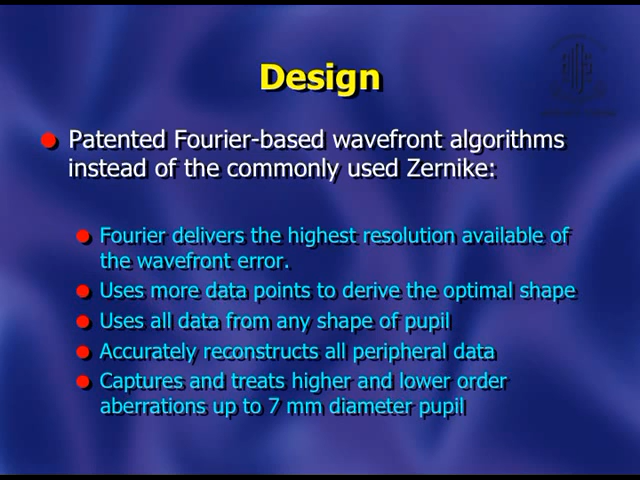 Design
Patented Fourier-based wavefront algorithms
instead of the commonly used Zernike:
Fourier delivers the highest resolution available of
the wavefront error.
Uses more data points to derive the optimal shape
Uses all data from any shape of pupil
Accurately reconstructs all peripheral data
Captures and treats higher and lower order
aberrations up to 7 mm diameter pupil